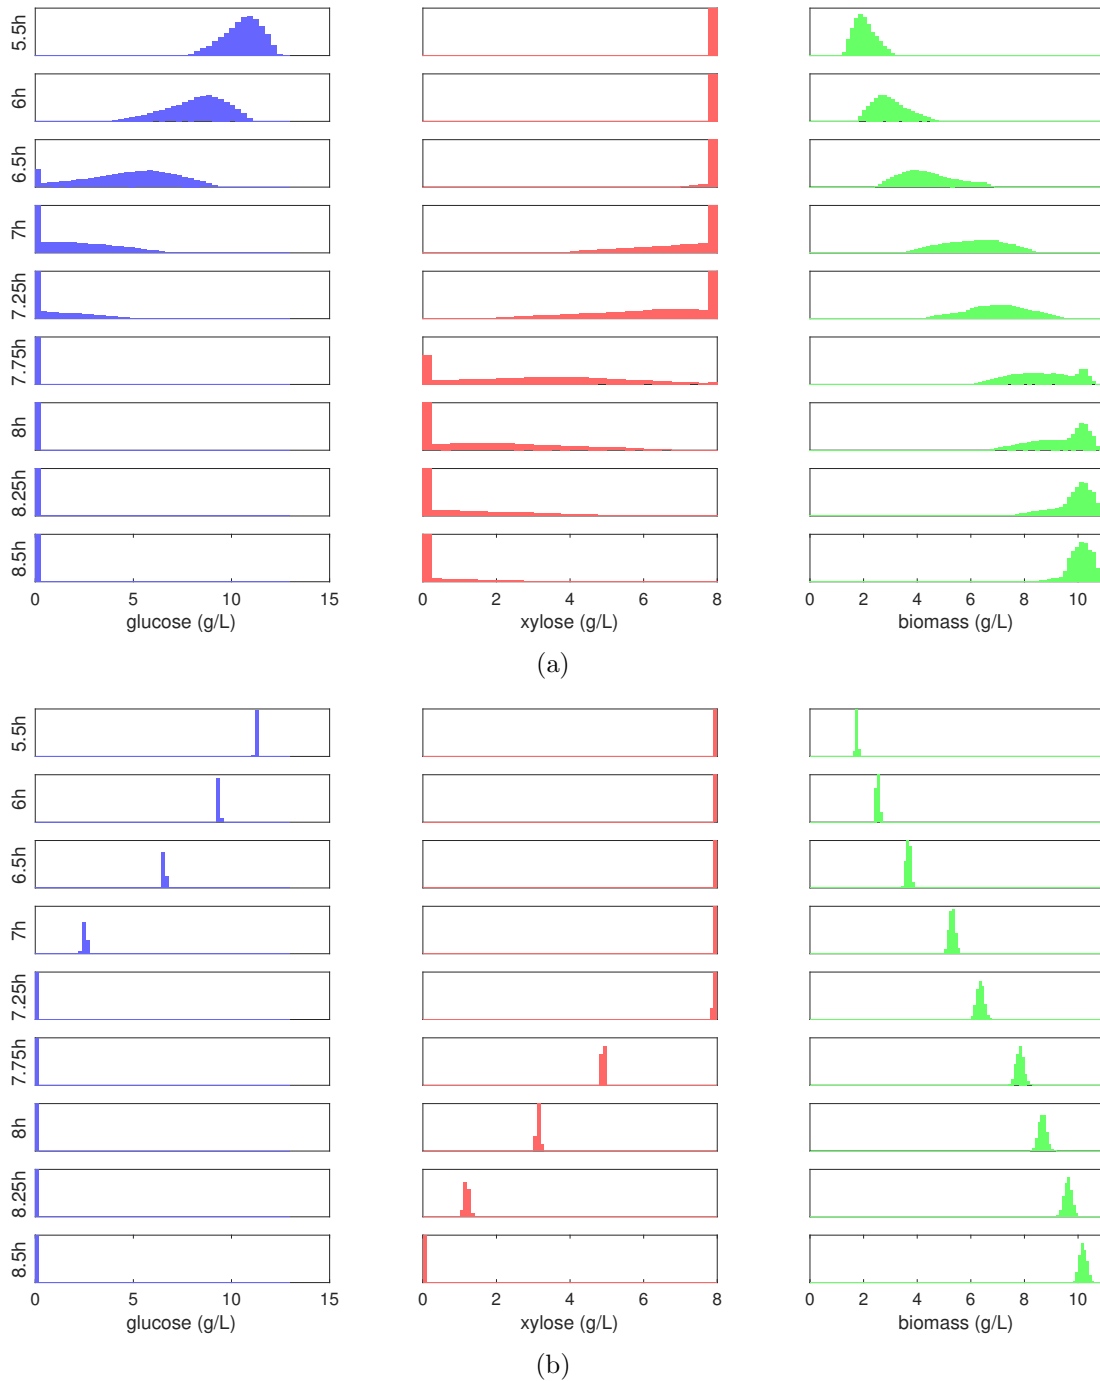 5.5h
6h
6.5h
7h
7.25h
7.75h
8h
8.25h
8.5h
0 5 10 15 0 2 4 6 8 0 2 4 6 8 10
glucose (g/L) xylose (g/L) biomass (g/L)
(a)
5.5h
6h
6.5h
7h
7.25h
7.75h
8h
8.25h
8.5h
0 5 10 15 0 2 4 6 8 0 2 4 6 8 10
glucose (g/L) xylose (g/L) biomass (g/L)
(b)